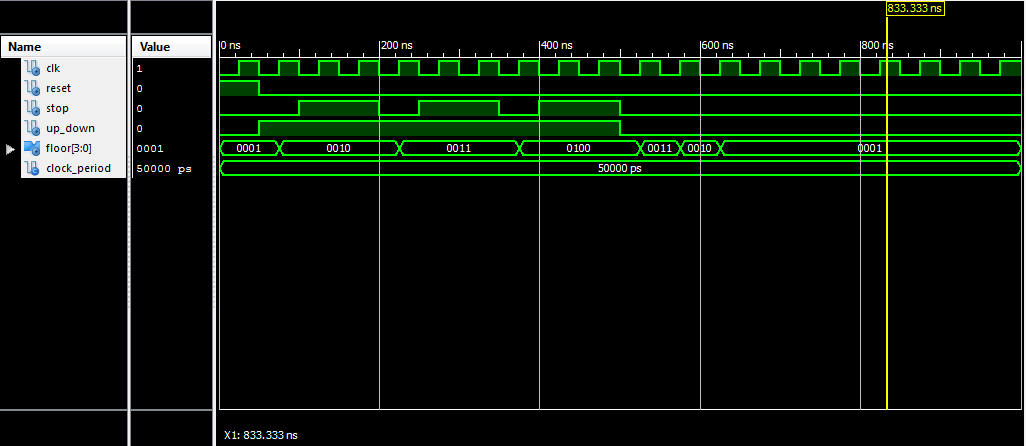 833.333 ns
Name Value
0 ns 200 ns 400 ns 600 ns 800 ns
clk 1
reset 0
stop 0
up_down 0
floor[3:0] 0001 0001 0010 0011 0100 0011 0010 0001
clock_period 50000 ps 50000 ps
X1: 833.333 ns